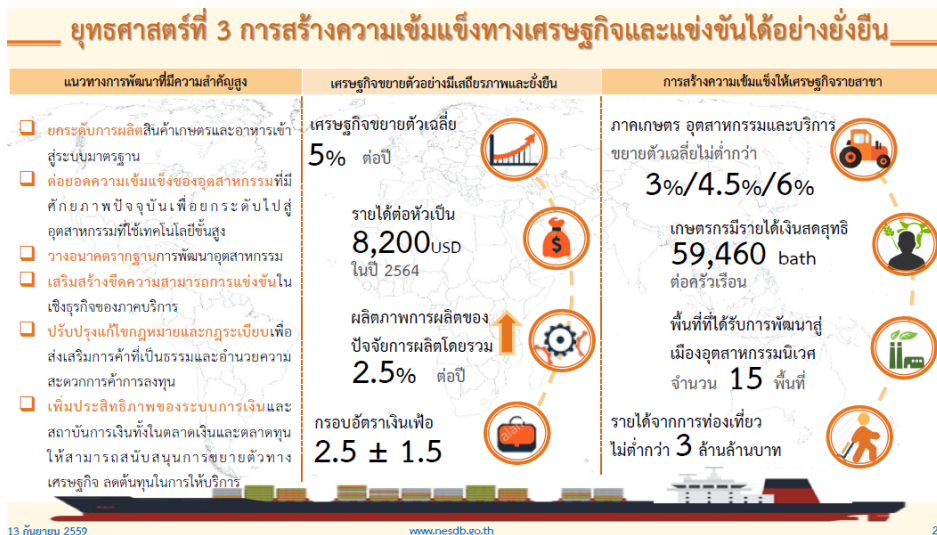 ยุทธศาสตร์ที่ 3 การสร้างความเข้มแข็งทางเศรษฐกิจและแข่งขันได้อย่างยั่งยืน
แนวทางการพัฒนาที่มีความสำคัญสูง
ยกระดับการผลิตสินค้าเกษตรและอาหารเข้า
สู่ระบบมาตรฐาน
ต่อยอดความเข้มแข็งของอุตสาหกรรมที่มี
ศักยภาพปัจจุบันเพื่อยกระดับไปสู่
อุตสาหกรรมที่ใช้เทคโนโลยีขั้นสูง
วางอนาคตรากฐานการพัฒนาอุตสาหกรรม
เสริมสร้างขีดความสามารถการแข่งขันใน
เชิงธุรกิจของภาคบริการ
ปรับปรุงแก้ไขกฎหมายและกฎระเบียบเพื่อ
ส่งเสริมการค้าที่เป็นธรรมและอำนวยความ
สะดวกการค้าการลงทุน
เพิ่มประสิทธิภาพของระบบการเงินและ
สถาบันการเงินทั้งในตลาดเงินและตลาดทุน
ให้สามารถสนับสนุนการขยายตัวทาง
เศรษฐกิจ ลดต้นทุนในการให้บริการ
เศรษฐกิจขยายตัวอย่างมีเสถียรภาพและยั่งยืน
เศรษฐกิจขยายตัวเฉลี่ย
5% ต่อปี
รายได้ต่อหัวเป็น
8,200USD
ในปี 2564
ผลิตภาพการผลิตของ
ปัจจัยการผลิตโดยรวม
2.5% ต่อปี
กรอบอัตราเงินเฟ้อ
2.5 ± 1.5
การสร้างความเข้มแข็งให้เศรษฐกิจรายสาขา
ภาคเกษตร อุตสาหกรรมและบริการ
ขยายตัวเฉลี่ยไม่ต่ำกว่า
3%/4.5%/6%
เกษตรกรมีรายได้เงินสดสุทธิ
59,460 bath
ต่อครัวเรือน
พื้นที่ที่ได้รับการพัฒนาสู่
เมืองอุตสาหกรรมนิเวศ
จำนวน 15 พื้นที่
รายได้จากการท่องเที่ยว
ไม่ต่ำกว่า 3 ล้านล้านบาท
13 กันยายน 2559
www.nesdb.go.th
2